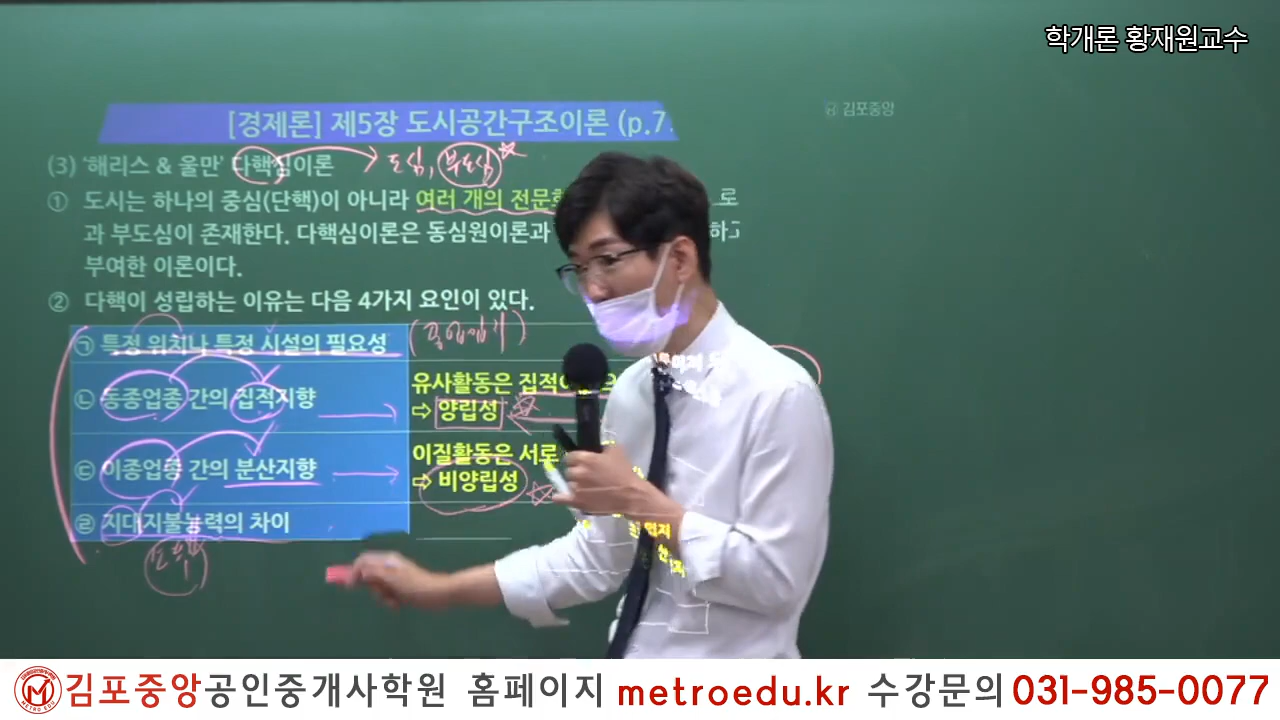 학개론 황재원교수
김포중앙
[경제론] 제5장 도시공간구조이론 (p.7
(3) '해리스 & 울만' 다핵심이론
도심, 부도심
① 도시는 하나의 중심(단핵)이 아니라 여러 개의 전문화 로
과 부도심이 존재한다. 다핵심이론은 동심원이론과 하고
부여한 이론이다.
② 다핵이 성립하는 이유는 다음 4가지 요인이 있다.
㉠ 특정 위치나 특정 시설의 필요성
㉡ 동종업종 간의 집적지향
유사활동은 집적이
⇨ 양립성
㉢ 이종업종 간의 분산지향
이질활동은 서로
⇨ 비양립성
㉣ 지대지불능력의 차이
METRO EDU
김포중앙공인중개사학원 홈페이지 metroedu.kr 수강문의 031-985-0077